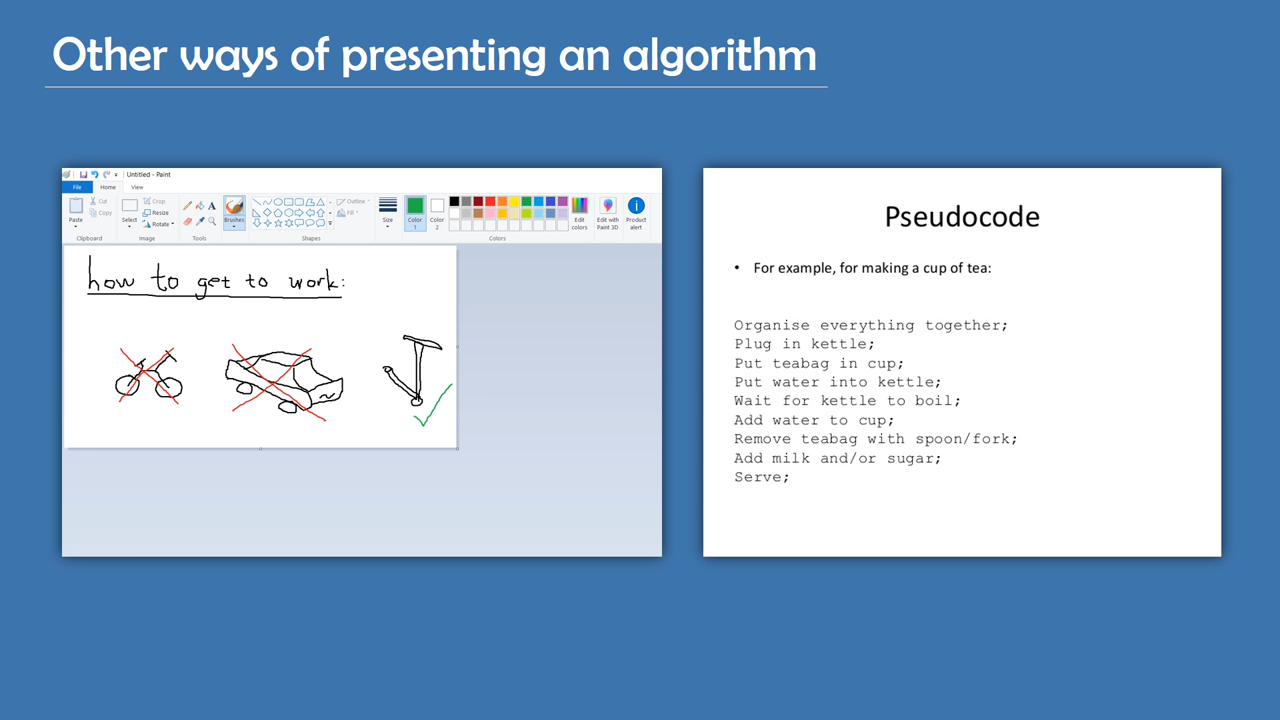 Other ways of presenting an algorithm
Untitled - Paint
File Home View
Paste
Cut
Copy
Clipboard
Select
Crop
Resize
Rotate
Image
Tools
Brushes
Shapes
Outline
Fill
Size
Color
1
Color
2
Colors
Edit
colors
Edit with
Paint 3D
Product
alert
how to get to work:
Pseudocode
• For example, for making a cup of tea:
Organise everything together;
Plug in kettle;
Put teabag in cup;
Put water into kettle;
Wait for kettle to boil;
Add water to cup;
Remove teabag with spoon/fork;
Add milk and/or sugar;
Serve;